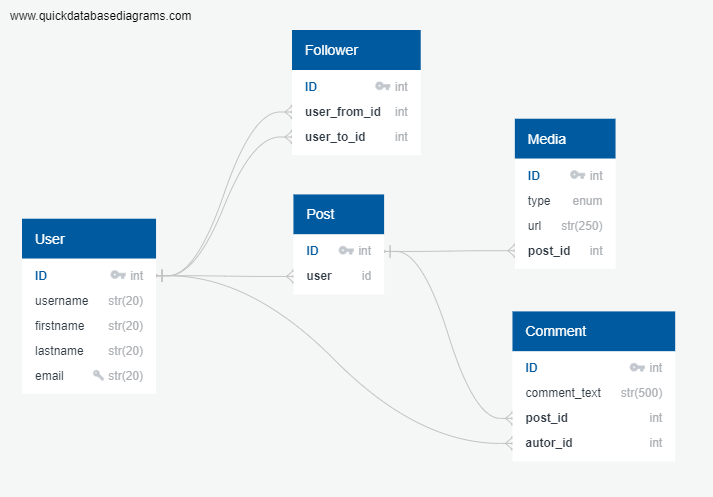 www.quickdatabasediagrams.com
Follower
ID int
user_from_id int
user_to_id int
Media
ID int
type enum
url str(250)
post_id int
Post
ID int
user id
User
ID int
username str(20)
firstname str(20)
lastname str(20)
email str(20)
Comment
ID int
comment_text str(500)
post_id int
autor_id int